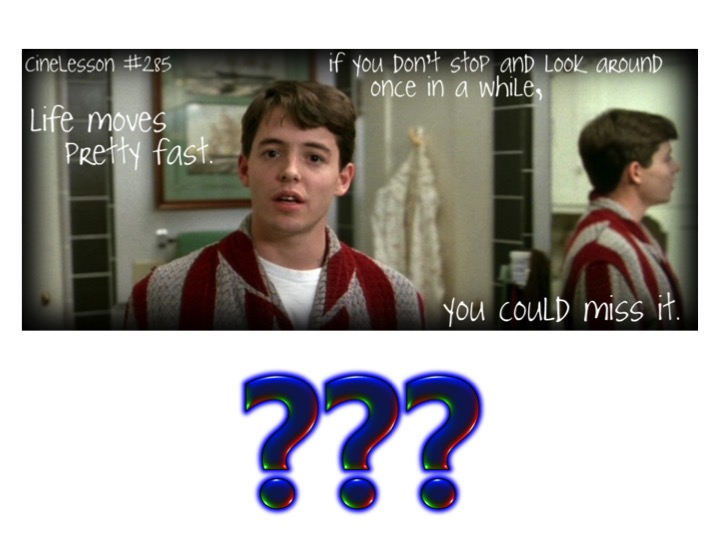 CineLesson #285
Life moves
Pretty fast.
if you Don't stop and Look around
once in a while,
you could miss it.
???